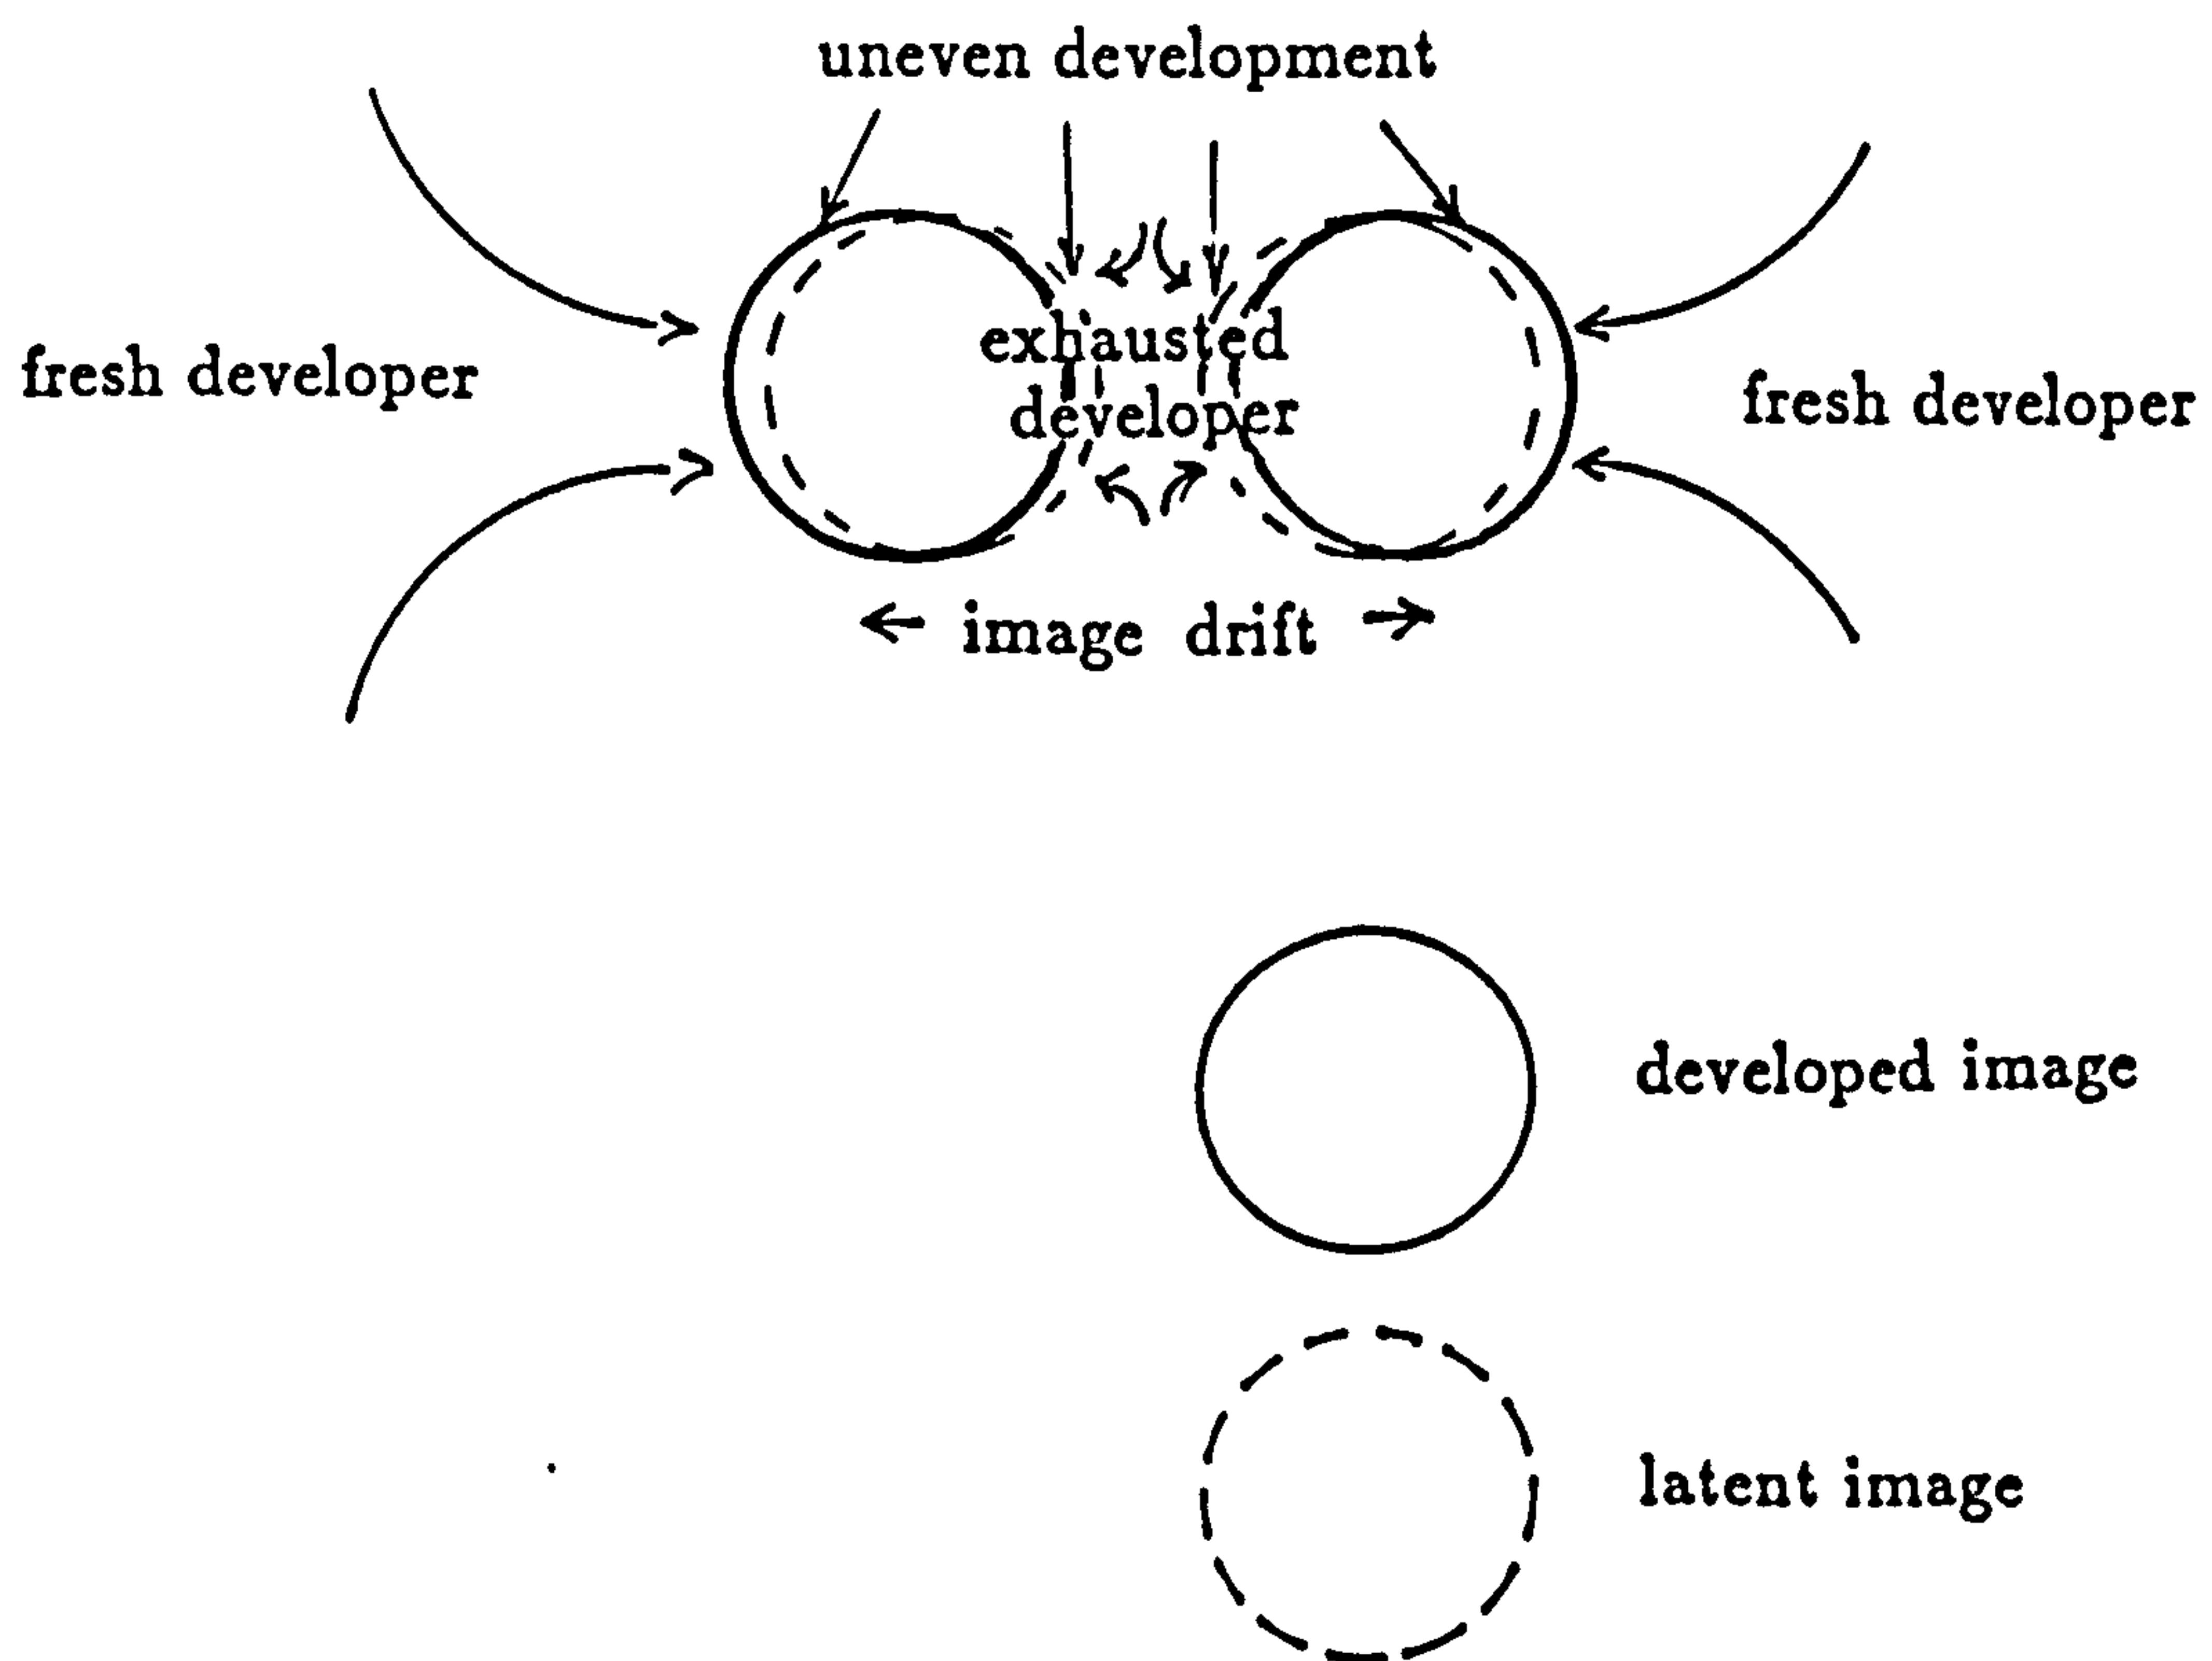 uneven development
fresh developer
exhausted
developer
fresh developer
image drift
developed image
latent image